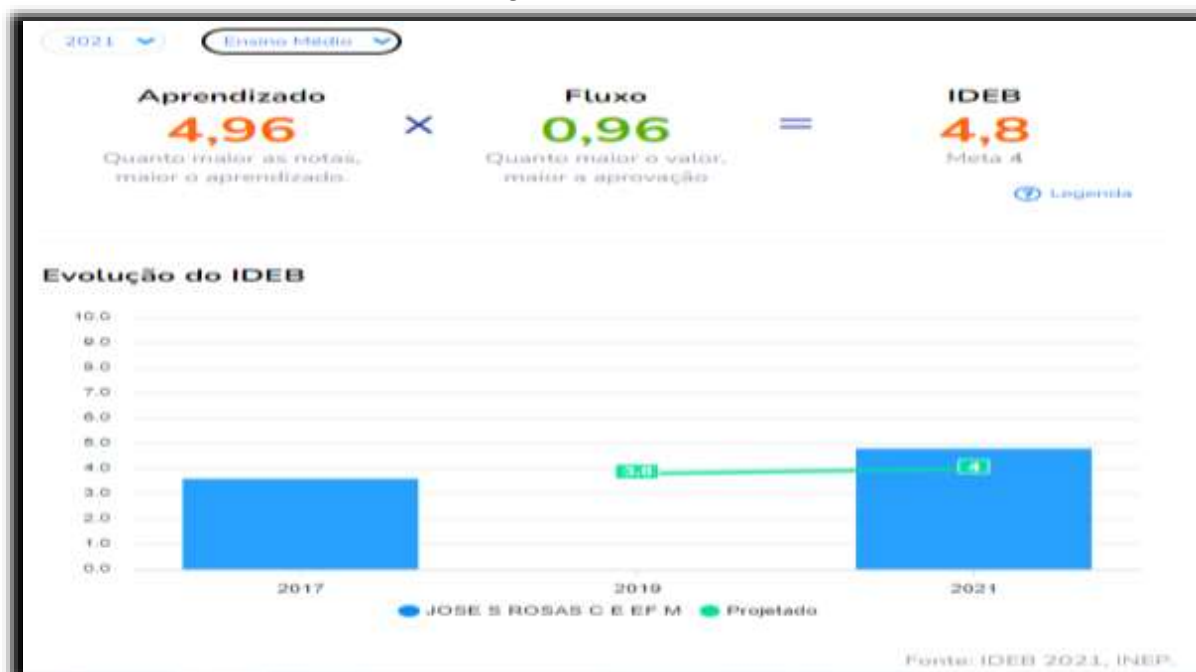 2021 Ensino Médio
Aprendizado × Fluxo = IDEB
4,96 0,96 4,8
Quanto maior as notas, Quanto maior o valor, Meta 4
maior o aprendizado. maior a aprovação
Legenda
Evolução do IDEB
10.0
9.0
8.0
7.0
6.0
5.0
4.0
3.0
2.0
1.0
0.0
3.8
4
2017 2019 2021
JOSE S ROSAS C E EF M Projetado
Fonte: IDEB 2021, INEP.